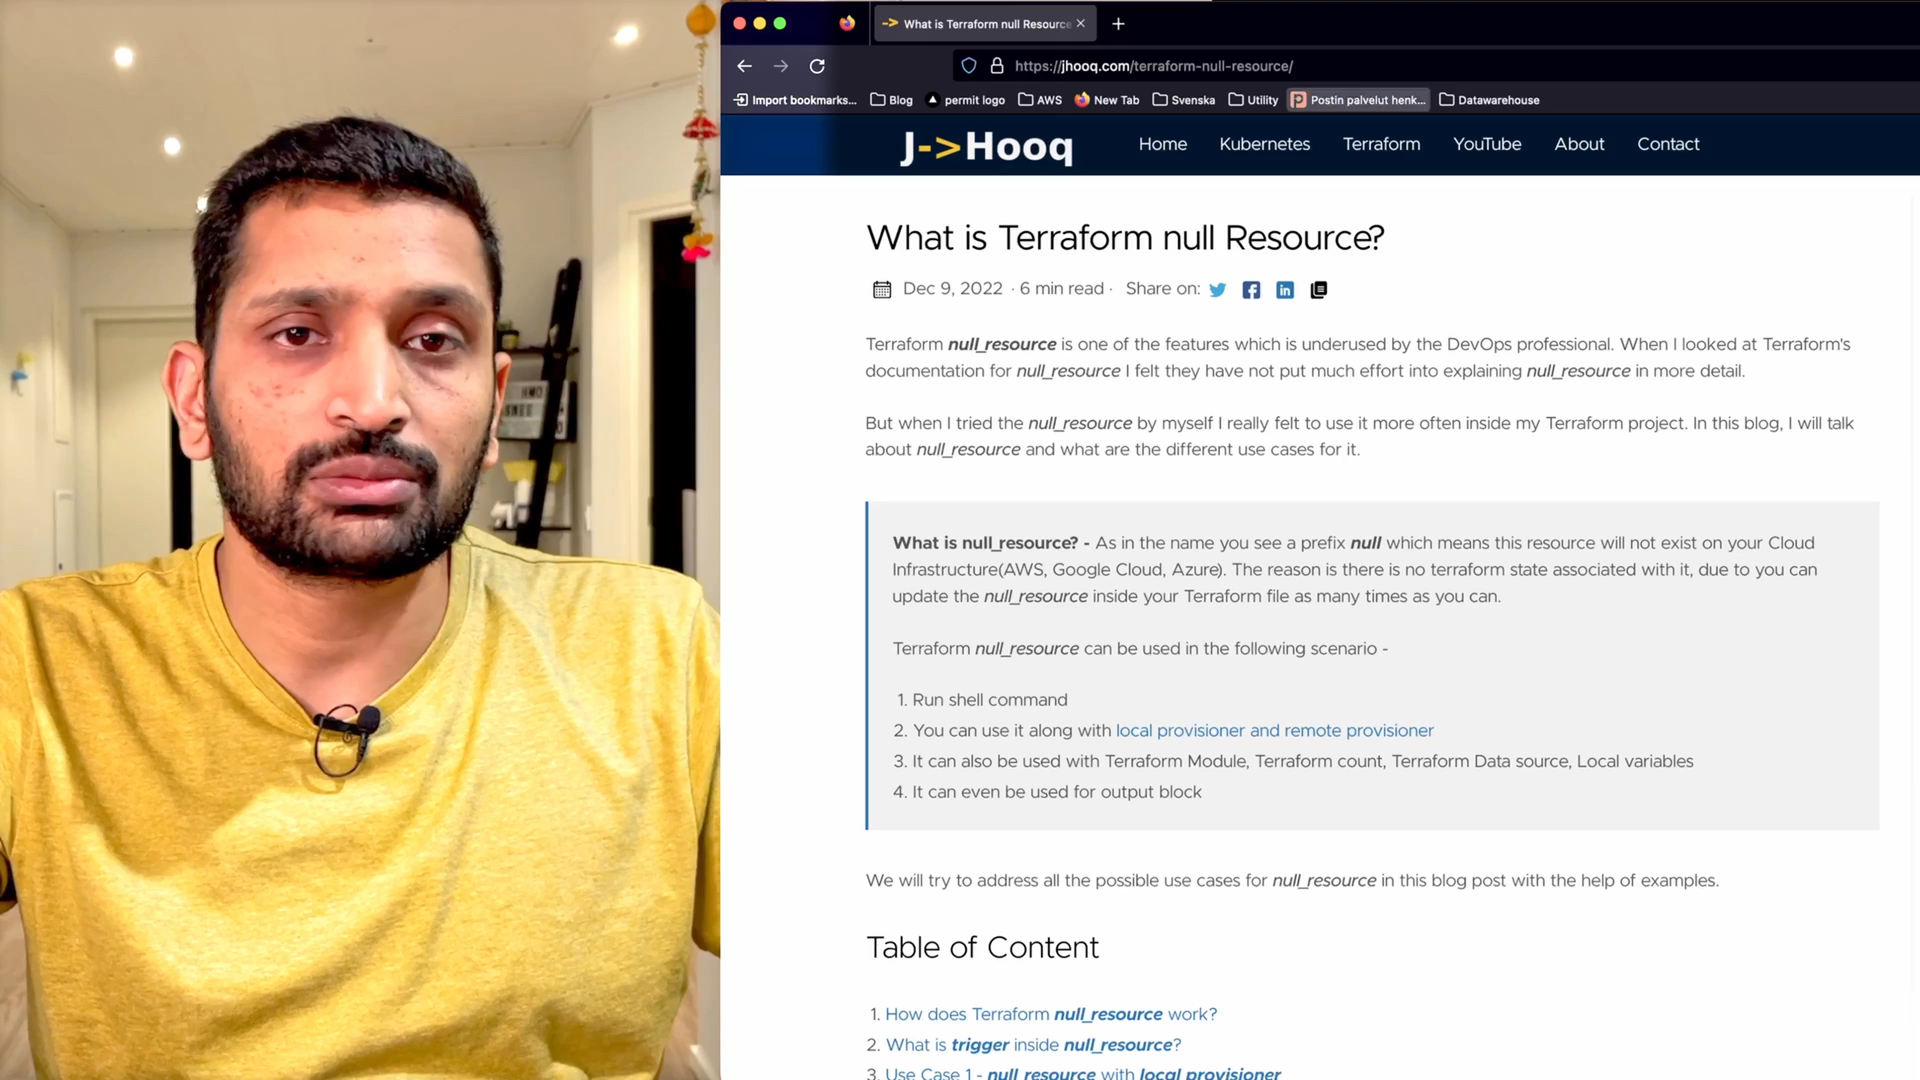 What is Terraform null Resource
https://jhooq.com/terraform-null-resource/
Import bookmarks... Blog permit logo AWS New Tab Svenska Utility Postin palvelut henk... Datawarehouse
J->Hooq Home Kubernetes Terraform YouTube About Contact
What is Terraform null Resource?
Dec 9, 2022 · 6 min read · Share on:
Terraform null_resource is one of the features which is underused by the DevOps professional. When I looked at Terraform's
documentation for null_resource I felt they have not put much effort into explaining null_resource in more detail.
But when I tried the null_resource by myself I really felt to use it more often inside my Terraform project. In this blog, I will talk
about null_resource and what are the different use cases for it.
What is null_resource? - As in the name you see a prefix null which means this resource will not exist on your Cloud
Infrastructure(AWS, Google Cloud, Azure). The reason is there is no terraform state associated with it, due to you can
update the null_resource inside your Terraform file as many times as you can.
Terraform null_resource can be used in the following scenario -
1. Run shell command
2. You can use it along with local provisioner and remote provisioner
3. It can also be used with Terraform Module, Terraform count, Terraform Data source, Local variables
4. It can even be used for output block
We will try to address all the possible use cases for null_resource in this blog post with the help of examples.
Table of Content
1. How does Terraform null_resource work?
2. What is trigger inside null_resource?
3. Use Case 1 - null_resource with local provisioner